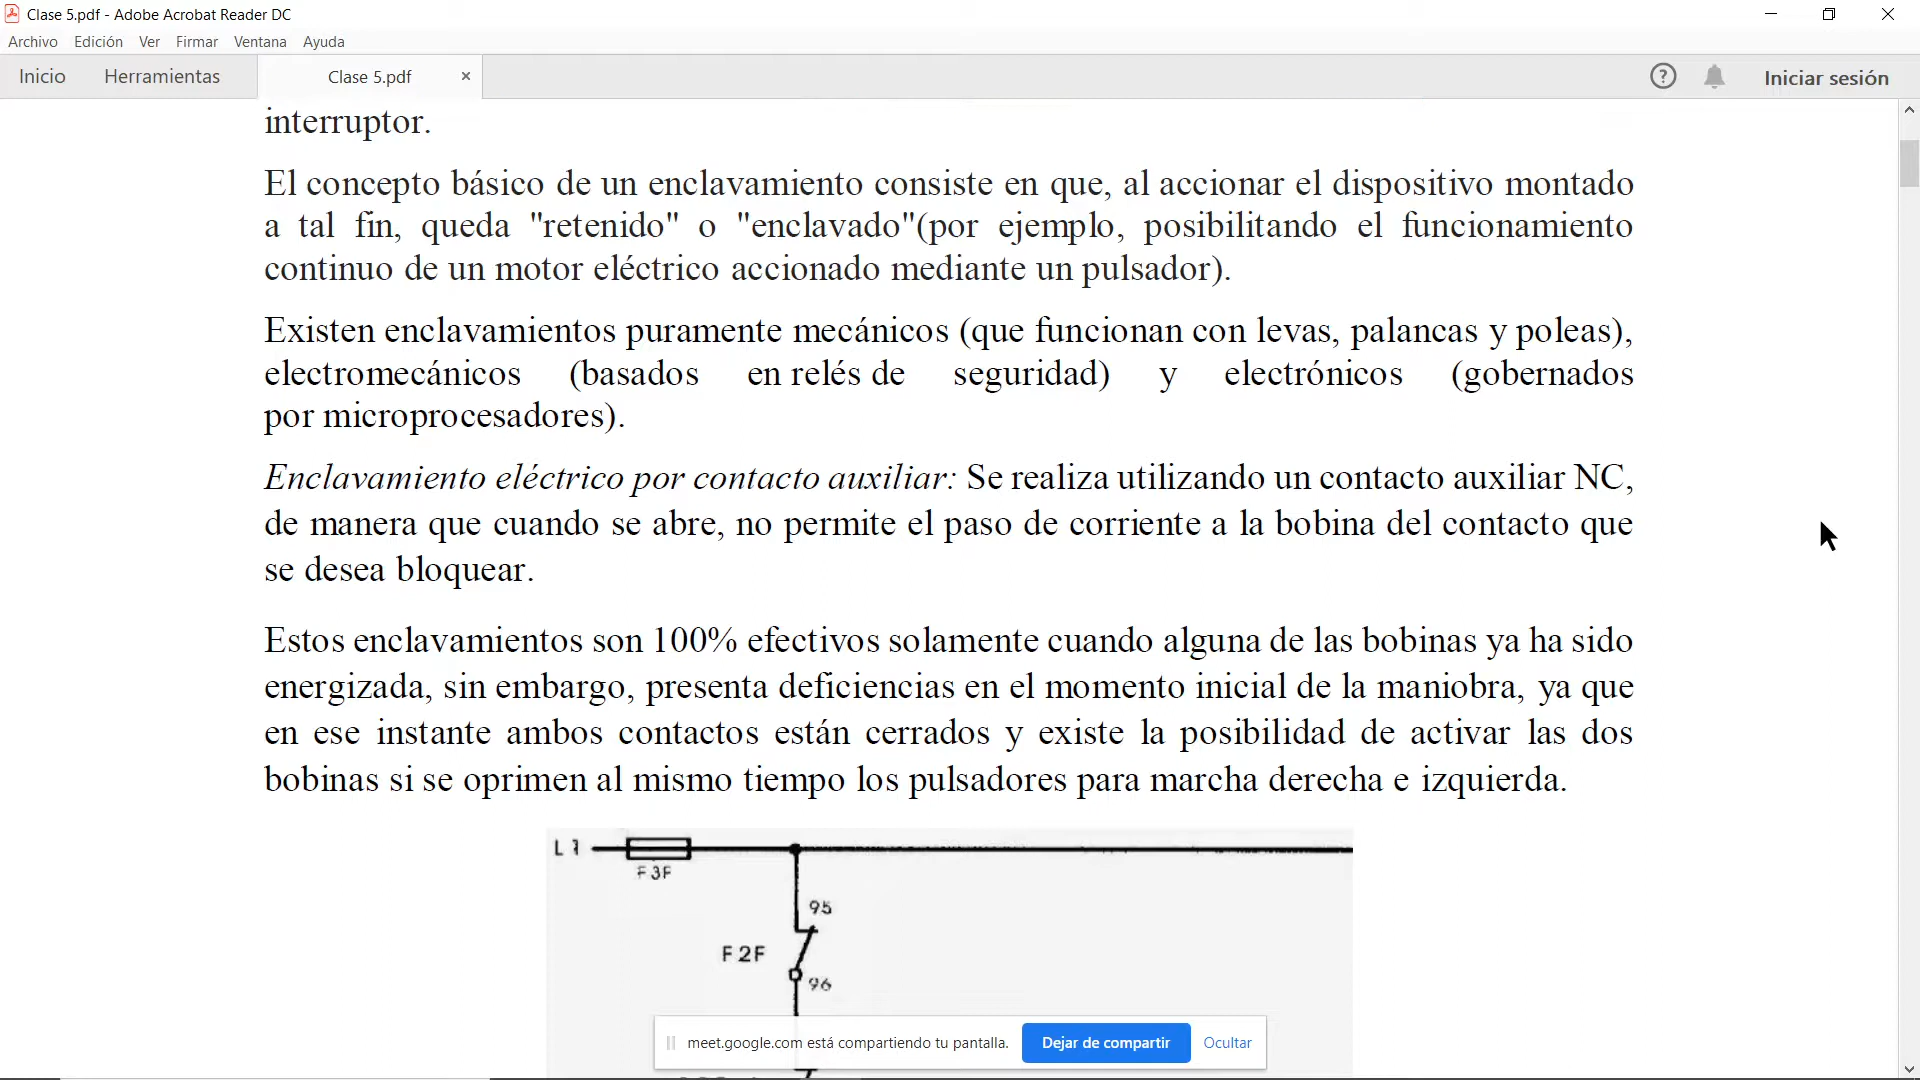 Clase 5.pdf - Adobe Acrobat Reader DC
Archivo Edición Ver Firmar Ventana Ayuda
Inicio Herramientas Clase 5.pdf × ? Iniciar sesión
interruptor.
El concepto básico de un enclavamiento consiste en que, al accionar el dispositivo montado
a tal fin, queda "retenido" o "enclavado"(por ejemplo, posibilitando el funcionamiento
continuo de un motor eléctrico accionado mediante un pulsador).
Existen enclavamientos puramente mecánicos (que funcionan con levas, palancas y poleas),
electromecánicos (basados en relés de seguridad) y electrónicos (gobernados
por microprocesadores).
Enclavamiento eléctrico por contacto auxiliar: Se realiza utilizando un contacto auxiliar NC,
de manera que cuando se abre, no permite el paso de corriente a la bobina del contacto que
se desea bloquear.
Estos enclavamientos son 100% efectivos solamente cuando alguna de las bobinas ya ha sido
energizada, sin embargo, presenta deficiencias en el momento inicial de la maniobra, ya que
en ese instante ambos contactos están cerrados y existe la posibilidad de activar las dos
bobinas si se oprimen al mismo tiempo los pulsadores para marcha derecha e izquierda.
L1
F3F
95
F2F
96
meet.google.com está compartiendo tu pantalla. Dejar de compartir Ocultar